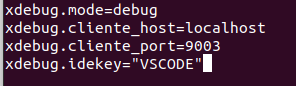 xdebug.mode=debug
xdebug.cliente_host=localhost
xdebug.cliente_port=9003
xdebug.idekey="VSCODE"